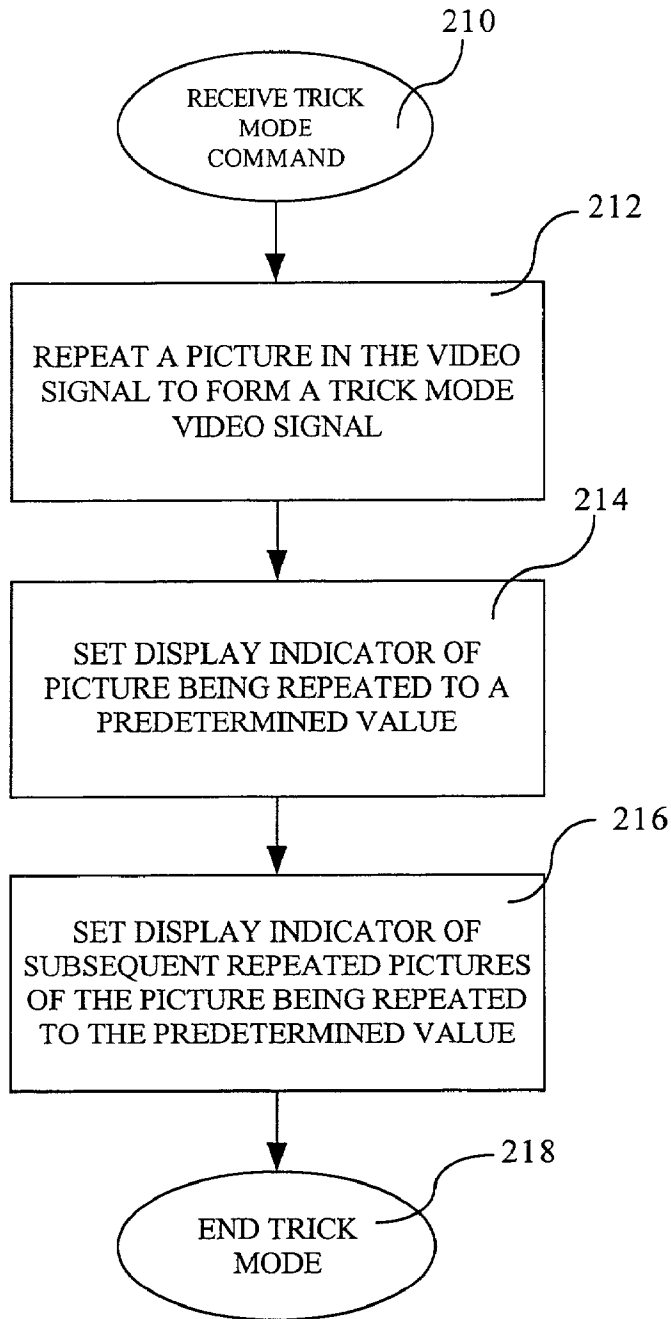 210
RECEIVE TRICK
MODE
COMMAND
212
REPEAT A PICTURE IN THE VIDEO
SIGNAL TO FORM A TRICK MODE
VIDEO SIGNAL
214
SET DISPLAY INDICATOR OF
PICTURE BEING REPEATED TO A
PREDETERMINED VALUE
216
SET DISPLAY INDICATOR OF
SUBSEQUENT REPEATED PICTURES
OF THE PICTURE BEING REPEATED
TO THE PREDETERMINED VALUE
218
END TRICK
MODE